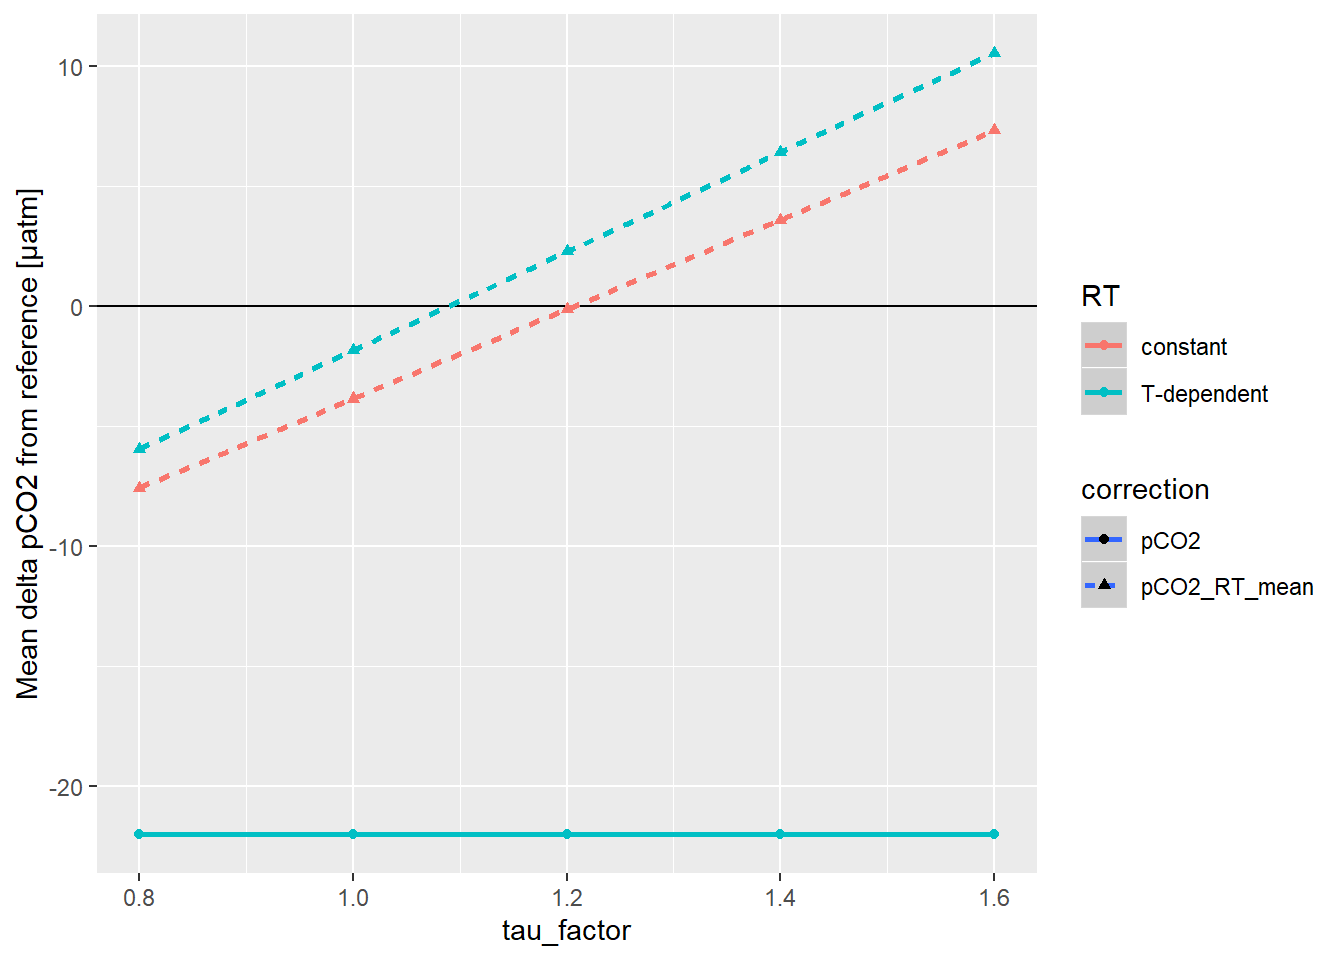 Mean delta pCO2 from reference [µatm]
10
0
-10
-20
0.8
1.0
1.2
1.4
1.6
tau_factor
RT
constant
T-dependent
correction
pCO2
pCO2_RT_mean